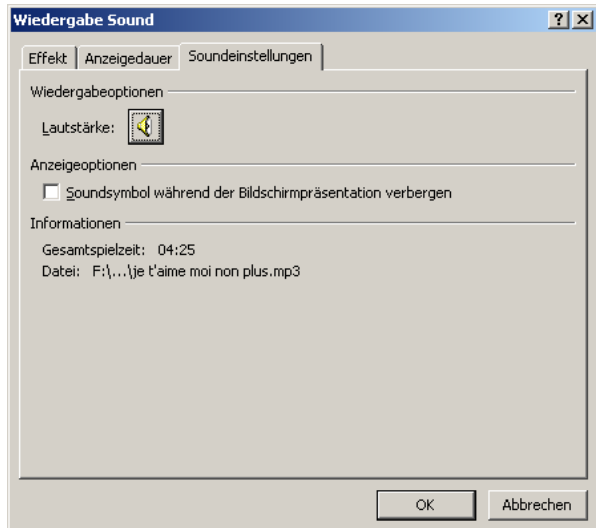 Wiedergabe Sound
Effekt Anzeigedauer Soundeinstellungen
Wiedergabeoptionen
Lautstärke:
Anzeigeoptionen
Soundsymbol während der Bildschirmpräsentation verbergen
Informationen
Gesamtspielzeit: 04:25
Datei: F:\...\je t'aime moi non plus.mp3
OK Abbrechen